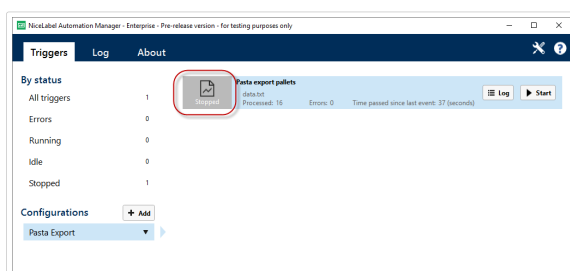 NiceLabel Automation Manager - Enterprise - Pre-release version - for testing purposes only
Triggers Log About
By status
All triggers 1
Errors 0
Running 0
Idle 0
Stopped 1
Configurations + Add
Pasta Export
Stopped
Pasta export pallets
data.txt
Processed: 16 Errors: 0 Time passed since last event: 37 (seconds)
Log Start